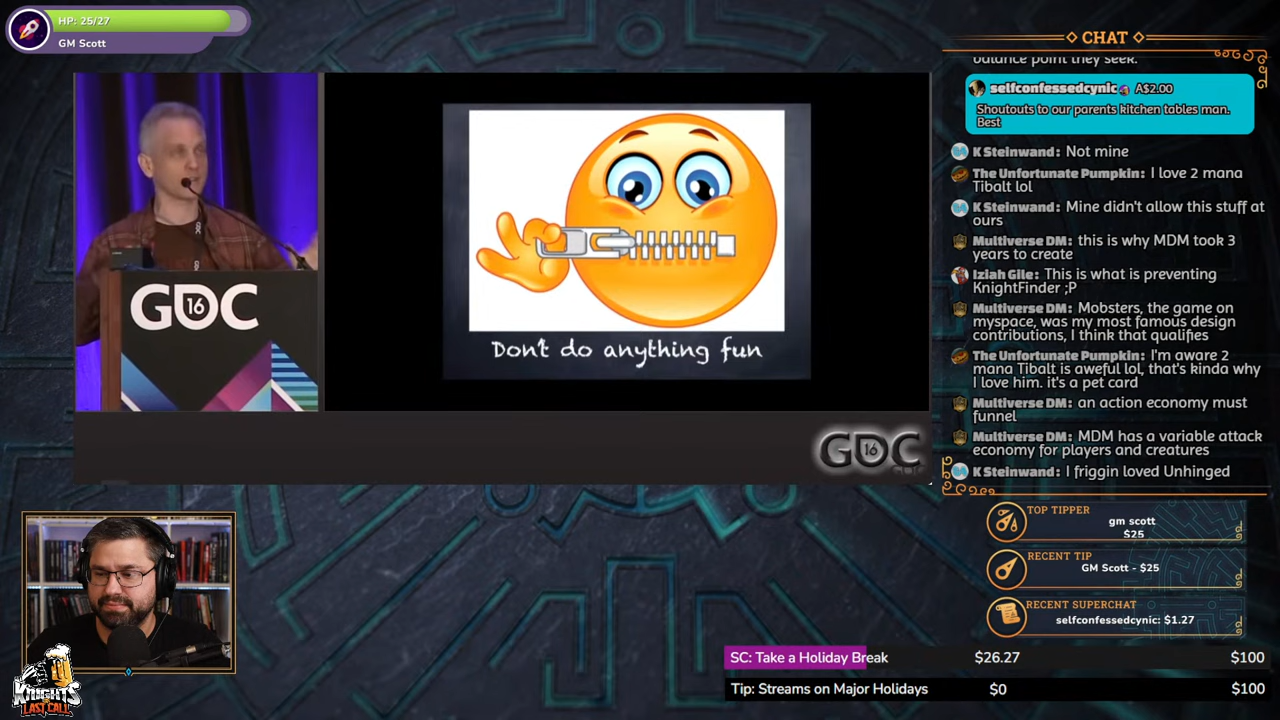 HP: 25/27
GM Scott
GDC
16
Don't do anything fun
GDC
16
KNIGHTS
OF
LAST CALL
CHAT
balance point they seek.
selfconfessedcynic A$2.00
Shoutouts to our parents kitchen tables man.
Best
K Steinwand: Not mine
The Unfortunate Pumpkin: I love 2 mana
Tibalt lol
K Steinwand: Mine didn't allow this stuff at
ours
Multiverse DM: this is why MDM took 3
years to create
Iziah Gile: This is what is preventing
KnightFinder ;P
Multiverse DM: Mobsters, the game on
myspace, was my most famous design
contributions, I think that qualifies
The Unfortunate Pumpkin: I'm aware 2
mana Tibalt is aweful lol, that's kinda why
I love him. it's a pet card
Multiverse DM: an action economy must
funnel
Multiverse DM: MDM has a variable attack
economy for players and creatures
K Steinwand: I friggin loved Unhinged
TOP TIPPER
gm scott
$25
RECENT TIP
GM Scott - $25
RECENT SUPERCHAT
selfconfessedcynic: $1.27
SC: Take a Holiday Break $26.27 $100
Tip: Streams on Major Holidays $0 $100